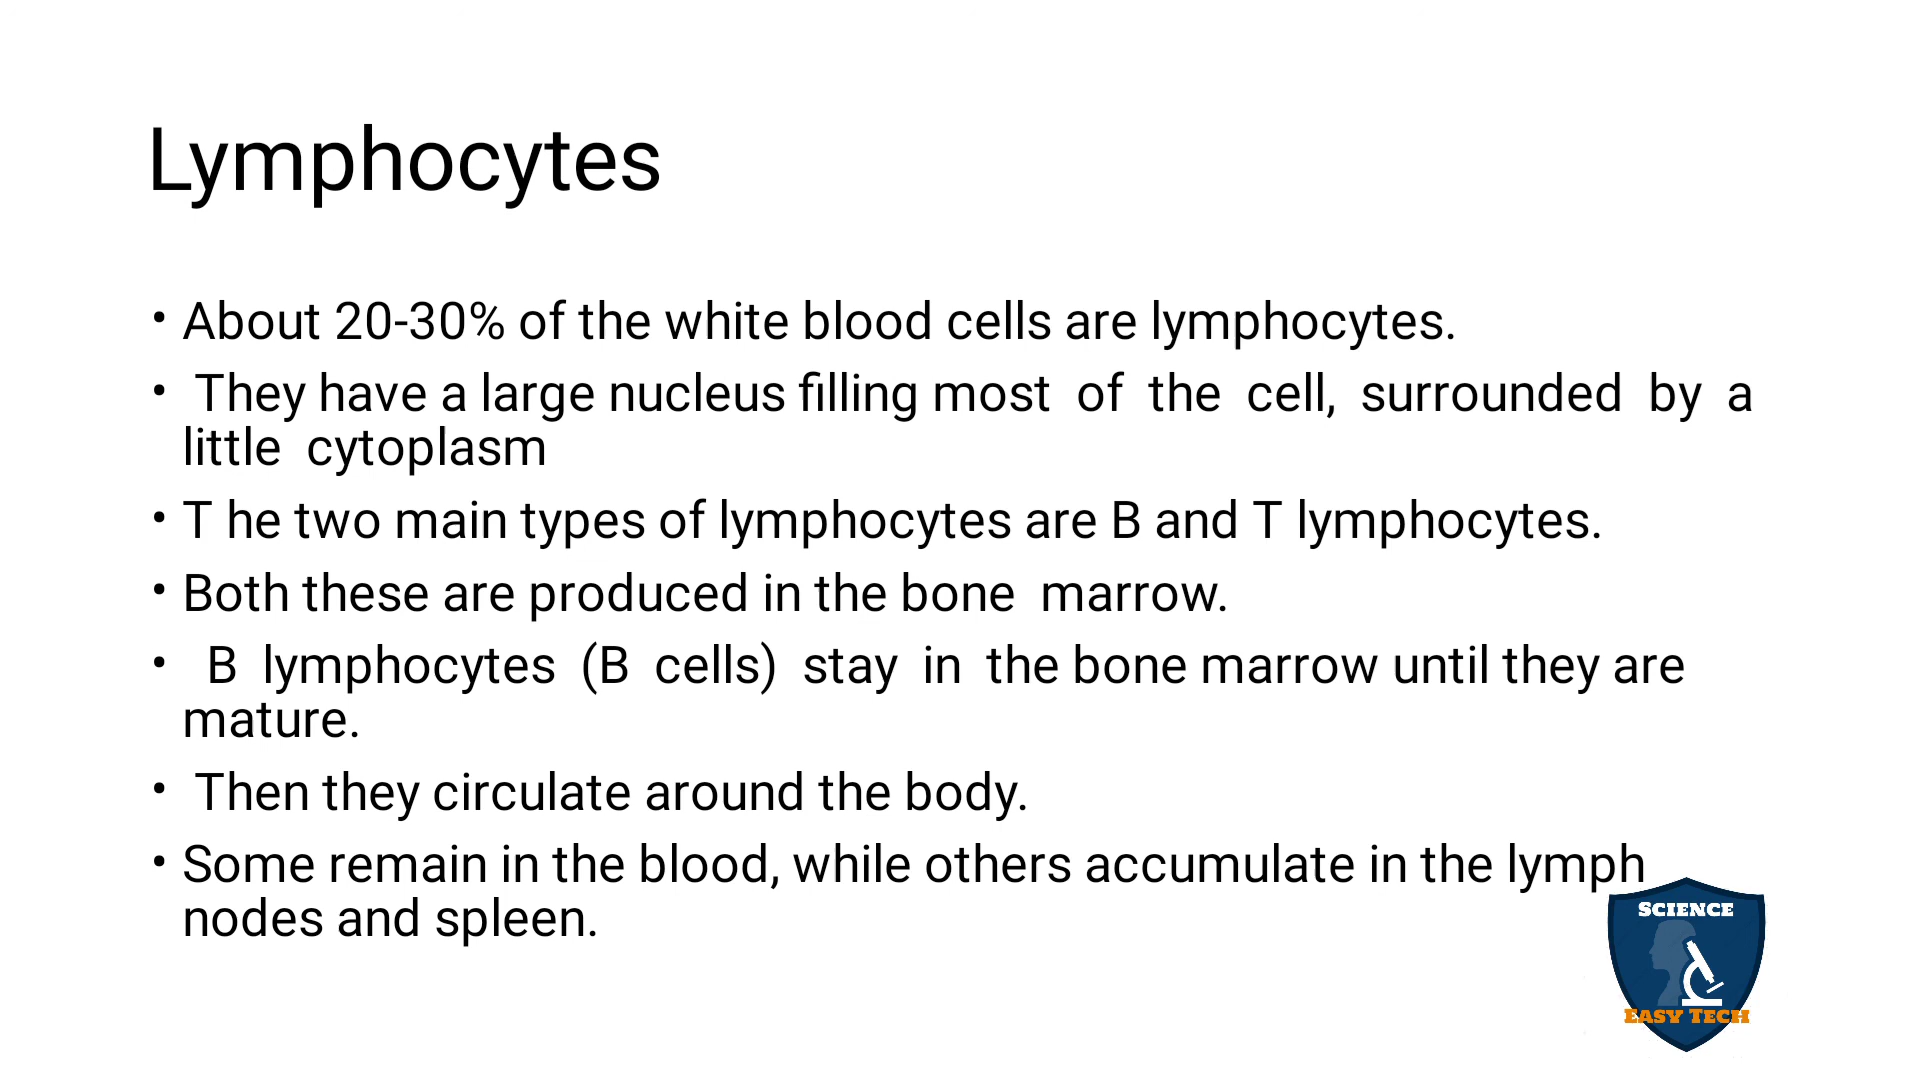 Lymphocytes
• About 20-30% of the white blood cells are lymphocytes.
• They have a large nucleus filling most of the cell, surrounded by a
little cytoplasm
• T he two main types of lymphocytes are B and T lymphocytes.
• Both these are produced in the bone marrow.
• B lymphocytes (B cells) stay in the bone marrow until they are
mature.
• Then they circulate around the body.
• Some remain in the blood, while others accumulate in the lymph
nodes and spleen.
SCIENCE
EASY TECH